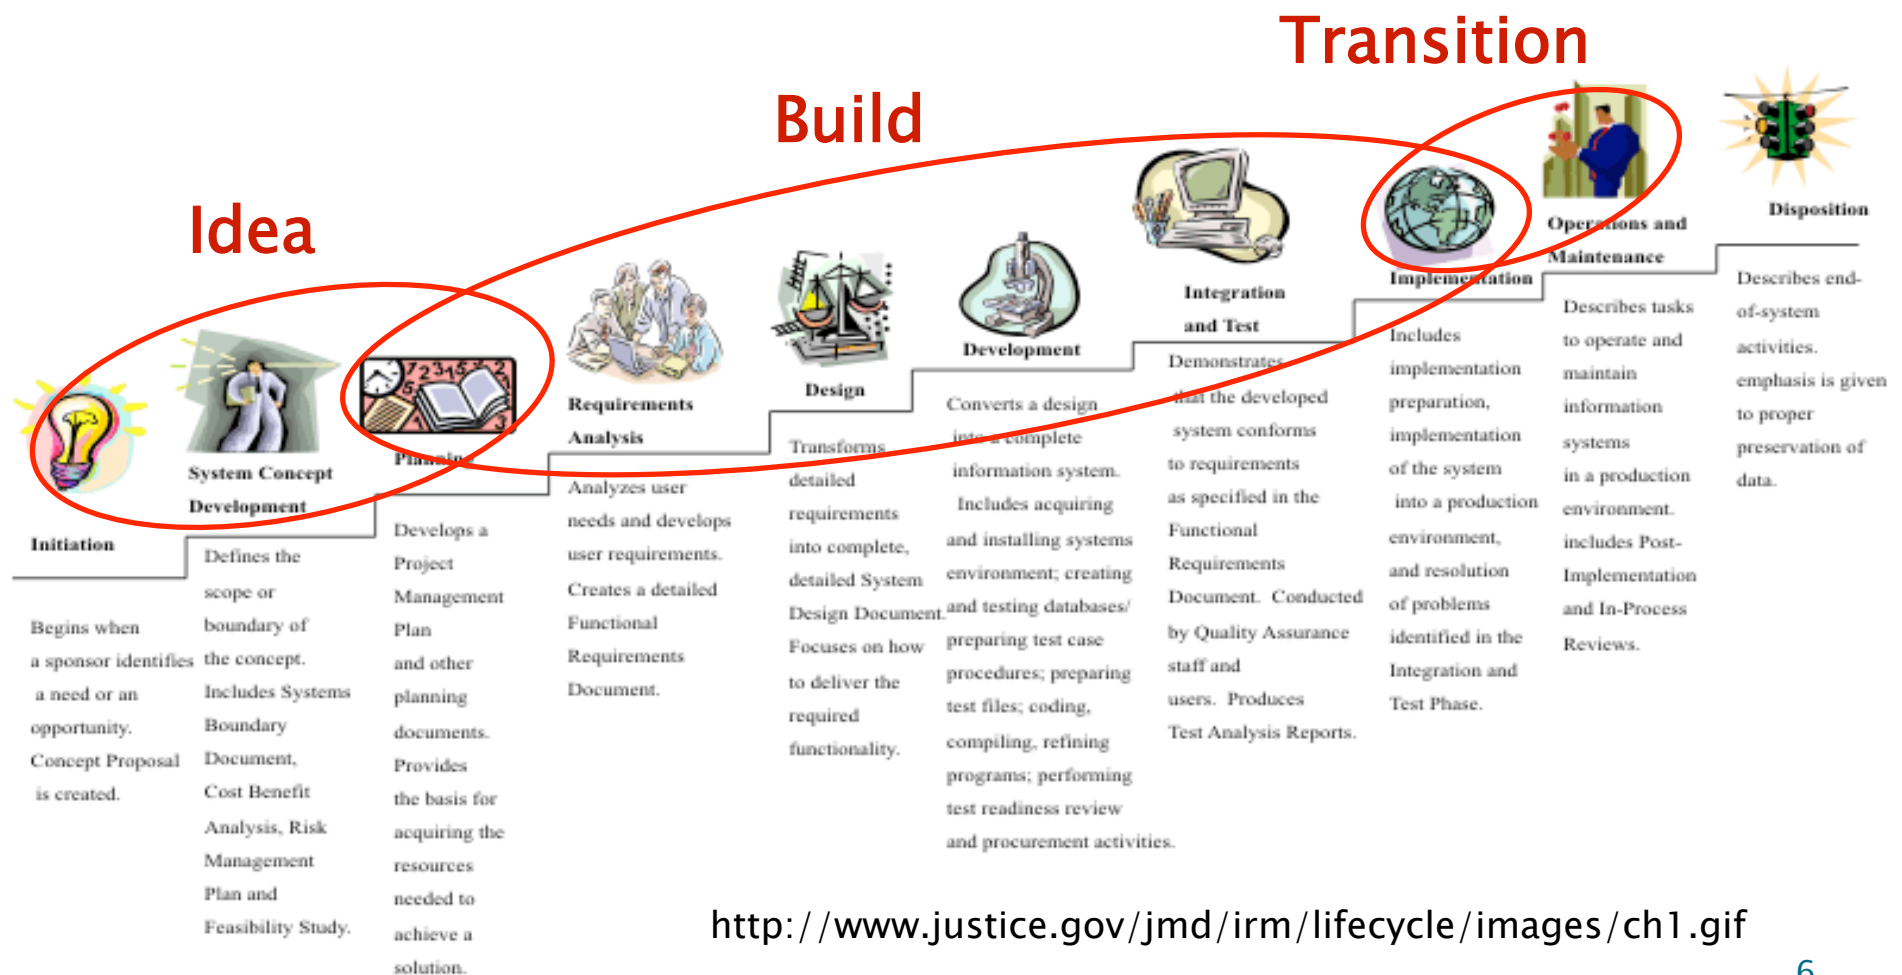 Transition
Build
Idea
Initiation
Begins when
a sponsor identifies
a need or an
opportunity.
Concept Proposal
is created.
System Concept
Development
Defines the
scope or
boundary of
the concept.
Includes Systems
Boundary
Document,
Cost Benefit
Analysis, Risk
Management
Plan and
Feasibility Study.
Planning
Develops a
Project
Management
Plan
and other
planning
documents.
Provides
the basis for
acquiring the
resources
needed to
achieve a
solution.
Requirements
Analysis
Analyzes user
needs and develops
user requirements.
Creates a detailed
Functional
Requirements
Document.
Design
Transforms
detailed
requirements
into complete,
detailed System
Design Document.
Focuses on how
to deliver the
required
functionality.
Development
Converts a design
into a complete
information system.
Includes acquiring
and installing systems
environment; creating
and testing databases/
preparing test case
procedures; preparing
test files; coding,
compiling, refining
programs; performing
test readiness review
and procurement activities.
Integration
and Test
Demonstrates
that the developed
system conforms
to requirements
as specified in the
Functional
Requirements
Document. Conducted
by Quality Assurance
staff and
users. Produces
Test Analysis Reports.
Implementation
Includes
implementation
preparation,
implementation
of the system
into a production
environment,
and resolution
of problems
identified in the
Integration and
Test Phase.
Operations and
Maintenance
Describes tasks
to operate and
maintain
information
systems
in a production
environment.
includes Post-
Implementation
and In-Process
Reviews.
Disposition
Describes end-
of-system
activities.
emphasis is given
to proper
preservation of
data.
http://www.justice.gov/jmd/irm/lifecycle/images/ch1.gif
6